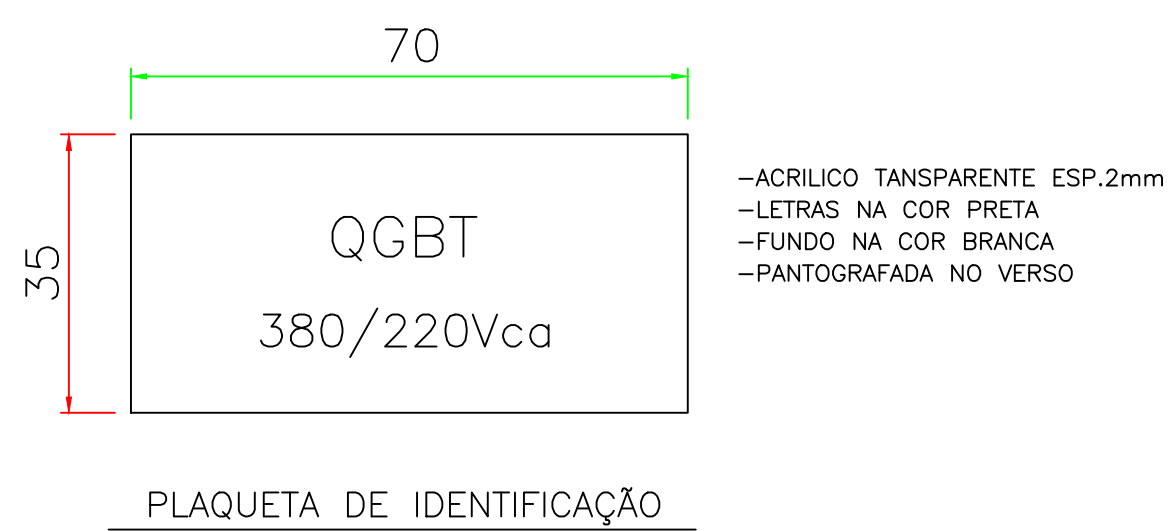 70
35
QGBT
380/220Vca
-ACRILICO TANSPARENTE ESP.2mm
-LETRAS NA COR PRETA
-FUNDO NA COR BRANCA
-PANTOGRAFADA NO VERSO
PLAQUETA DE IDENTIFICAÇÃO